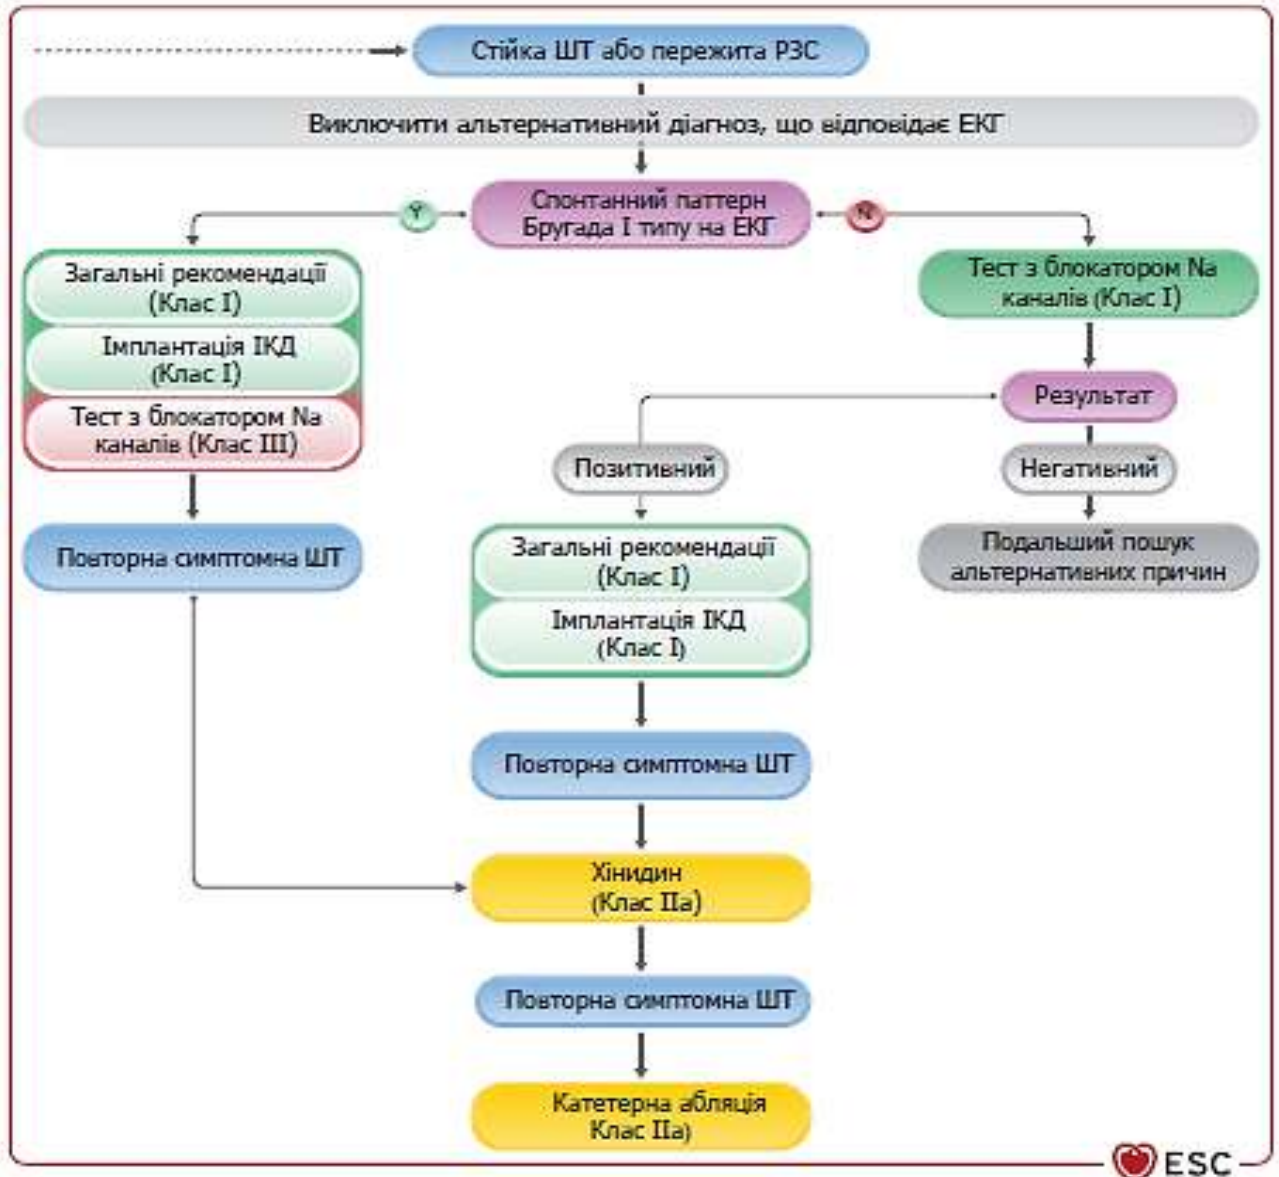 Стійка ШТ або пережита РЗС
Виключити альтернативний діагноз, що відповідає ЕКГ
Спонтанний паттерн
Бругада I типу на ЕКГ
Y
N
Загальні рекомендації
(Клас I)
Імплантація ІКД
(Клас I)
Тест з блокатором Na
каналів (Клас III)
Повторна симптомна ШТ
Тест з блокатором Na
каналів (Клас I)
Результат
Позитивний
Негативний
Подальший пошук
альтернативних причин
Загальні рекомендації
(Клас I)
Імплантація ІКД
(Клас I)
Повторна симптомна ШТ
Хінидин
(Клас IIa)
Повторна симптомна ШТ
Катетерна абляція
Клас IIa)
ESC